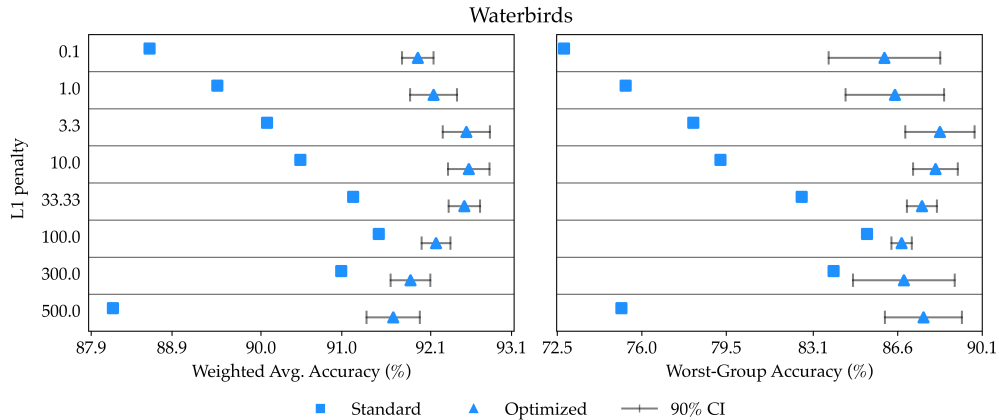 Waterbirds
L1 penalty
0.1
1.0
3.3
10.0
33.33
100.0
300.0
500.0
87.9 88.9 90.0 91.0 92.1 93.1
Weighted Avg. Accuracy (%)
72.5 76.0 79.5 83.1 86.6 90.1
Worst-Group Accuracy (%)
Standard Optimized 90% CI